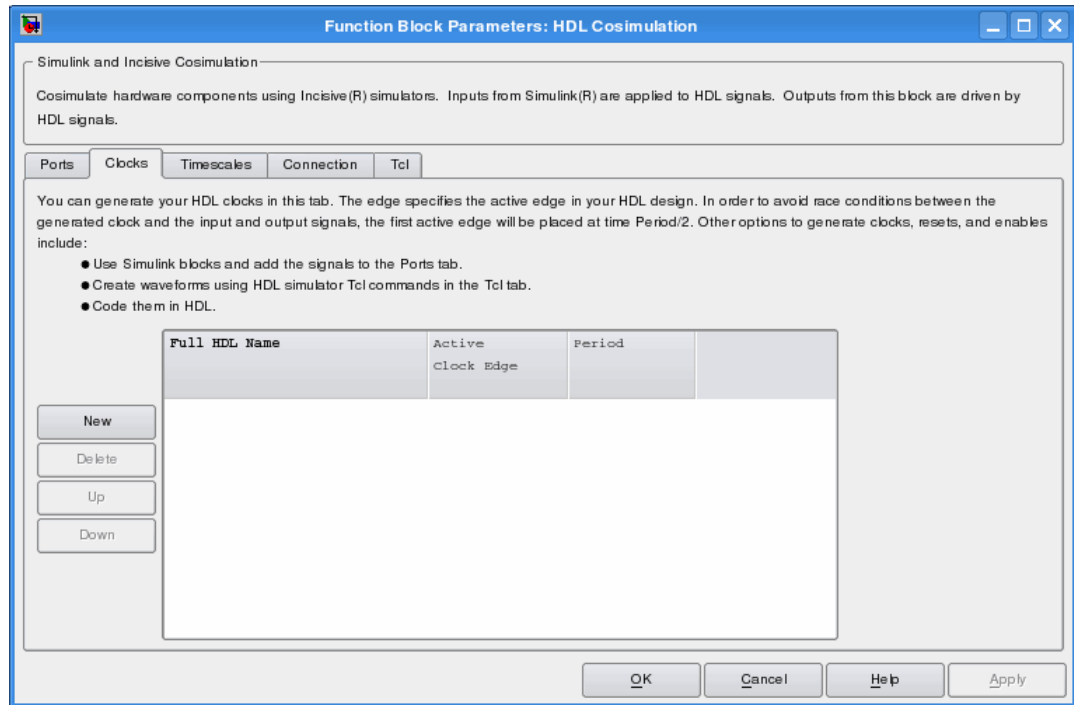 Function Block Parameters: HDL Cosimulation
Simulink and Incisive Cosimulation
Cosimulate hardware components using Incisive(R) simulators. Inputs from Simulink(R) are applied to HDL signals. Outputs from this block are driven by
HDL signals.
Ports Clocks Timescales Connection Tcl
You can generate your HDL clocks in this tab. The edge specifies the active edge in your HDL design. In order to avoid race conditions between the
generated clock and the input and output signals, the first active edge will be placed at time Period/2. Other options to generate clocks, resets, and enables
include:
● Use Simulink blocks and add the signals to the Ports tab.
● Create waveforms using HDL simulator Tcl commands in the Tcl tab.
● Code them in HDL.
Full HDL Name Active Period
Clock Edge
New
Delete
Up
Down
OK Cancel Help Apply